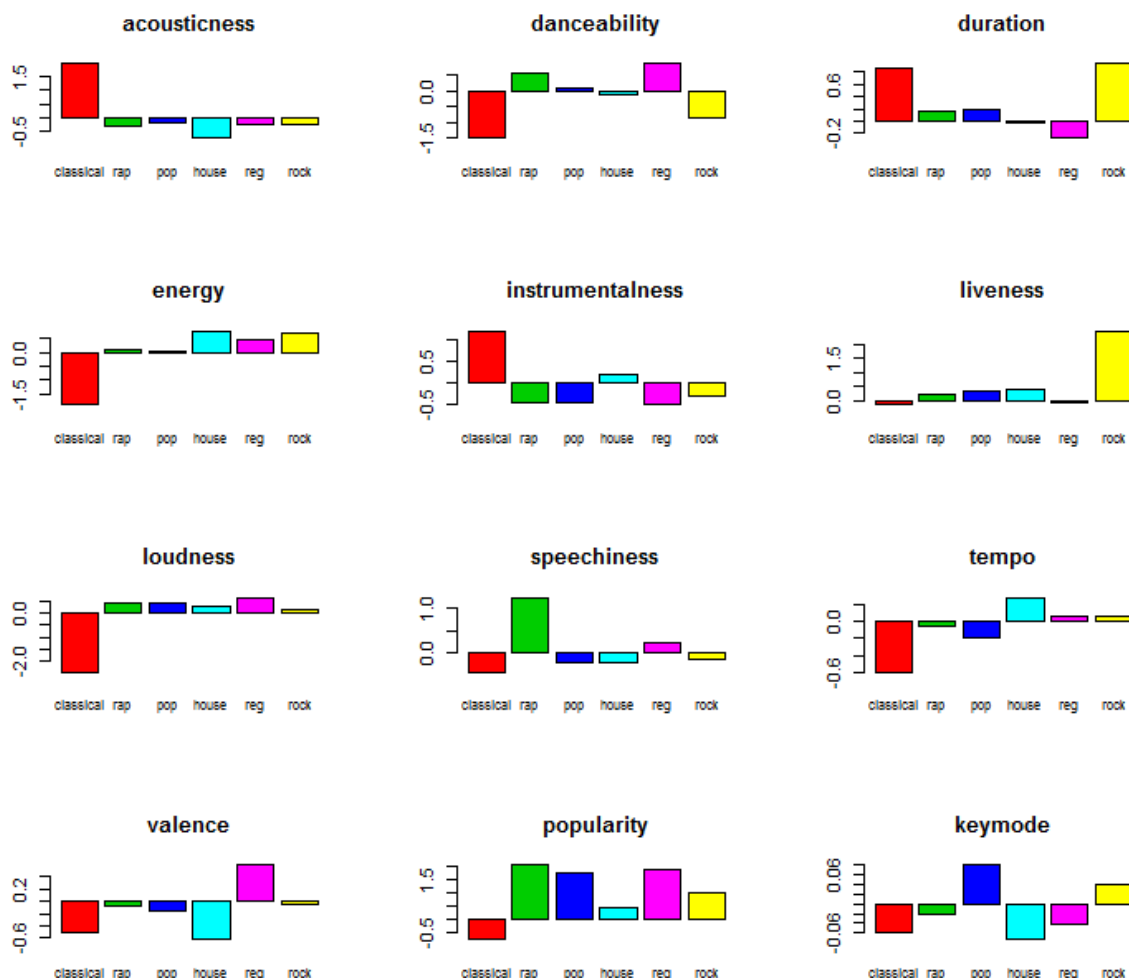 acousticness
danceability
duration
1.5
-0.5
0.0
-1.5
0.6
-0.2
classical rap pop house reg rock
classical rap pop house reg rock
classical rap pop house reg rock
energy
instrumentalness
liveness
0.0
-1.5
0.5
-0.5
1.5
0.0
classical rap pop house reg rock
classical rap pop house reg rock
classical rap pop house reg rock
loudness
speechiness
tempo
0.0
-2.0
1.0
0.0
0.0
-0.6
classical rap pop house reg rock
classical rap pop house reg rock
classical rap pop house reg rock
valence
popularity
keymode
0.2
-0.6
1.5
-0.5
0.06
-0.06
classical rap pop house reg rock
classical rap pop house reg rock
classical rap pop house reg rock